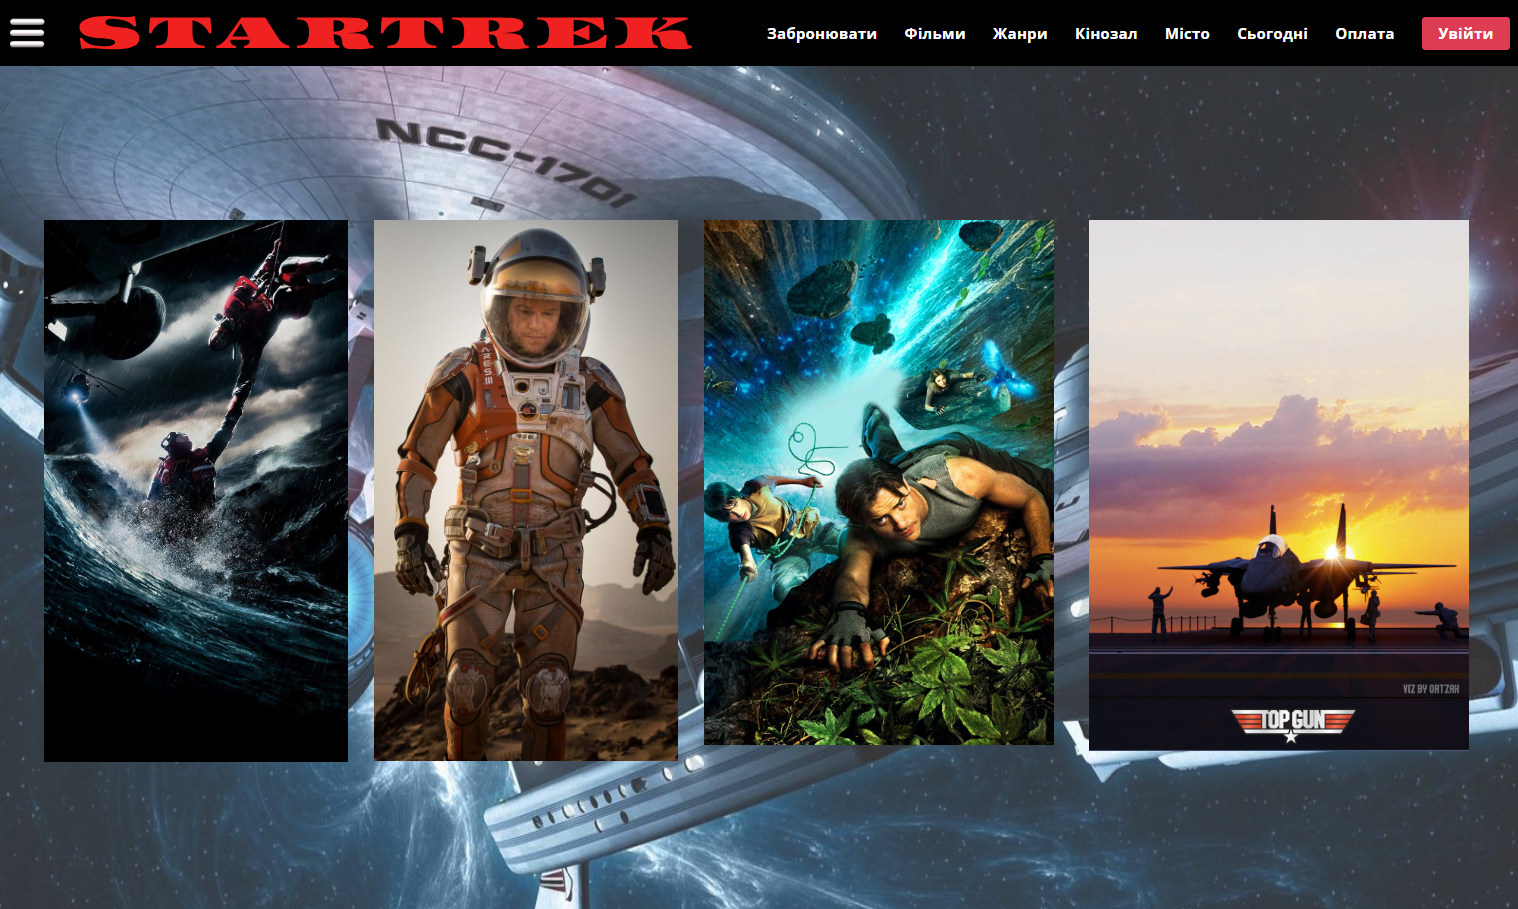 STARTREK
Забронювати
Фільми
Жанри
Кінозал
Місто
Сьогодні
Оплата
Увійти
NCC-1701
ARES III
VIZ BY ORTZAH
TOP GUN